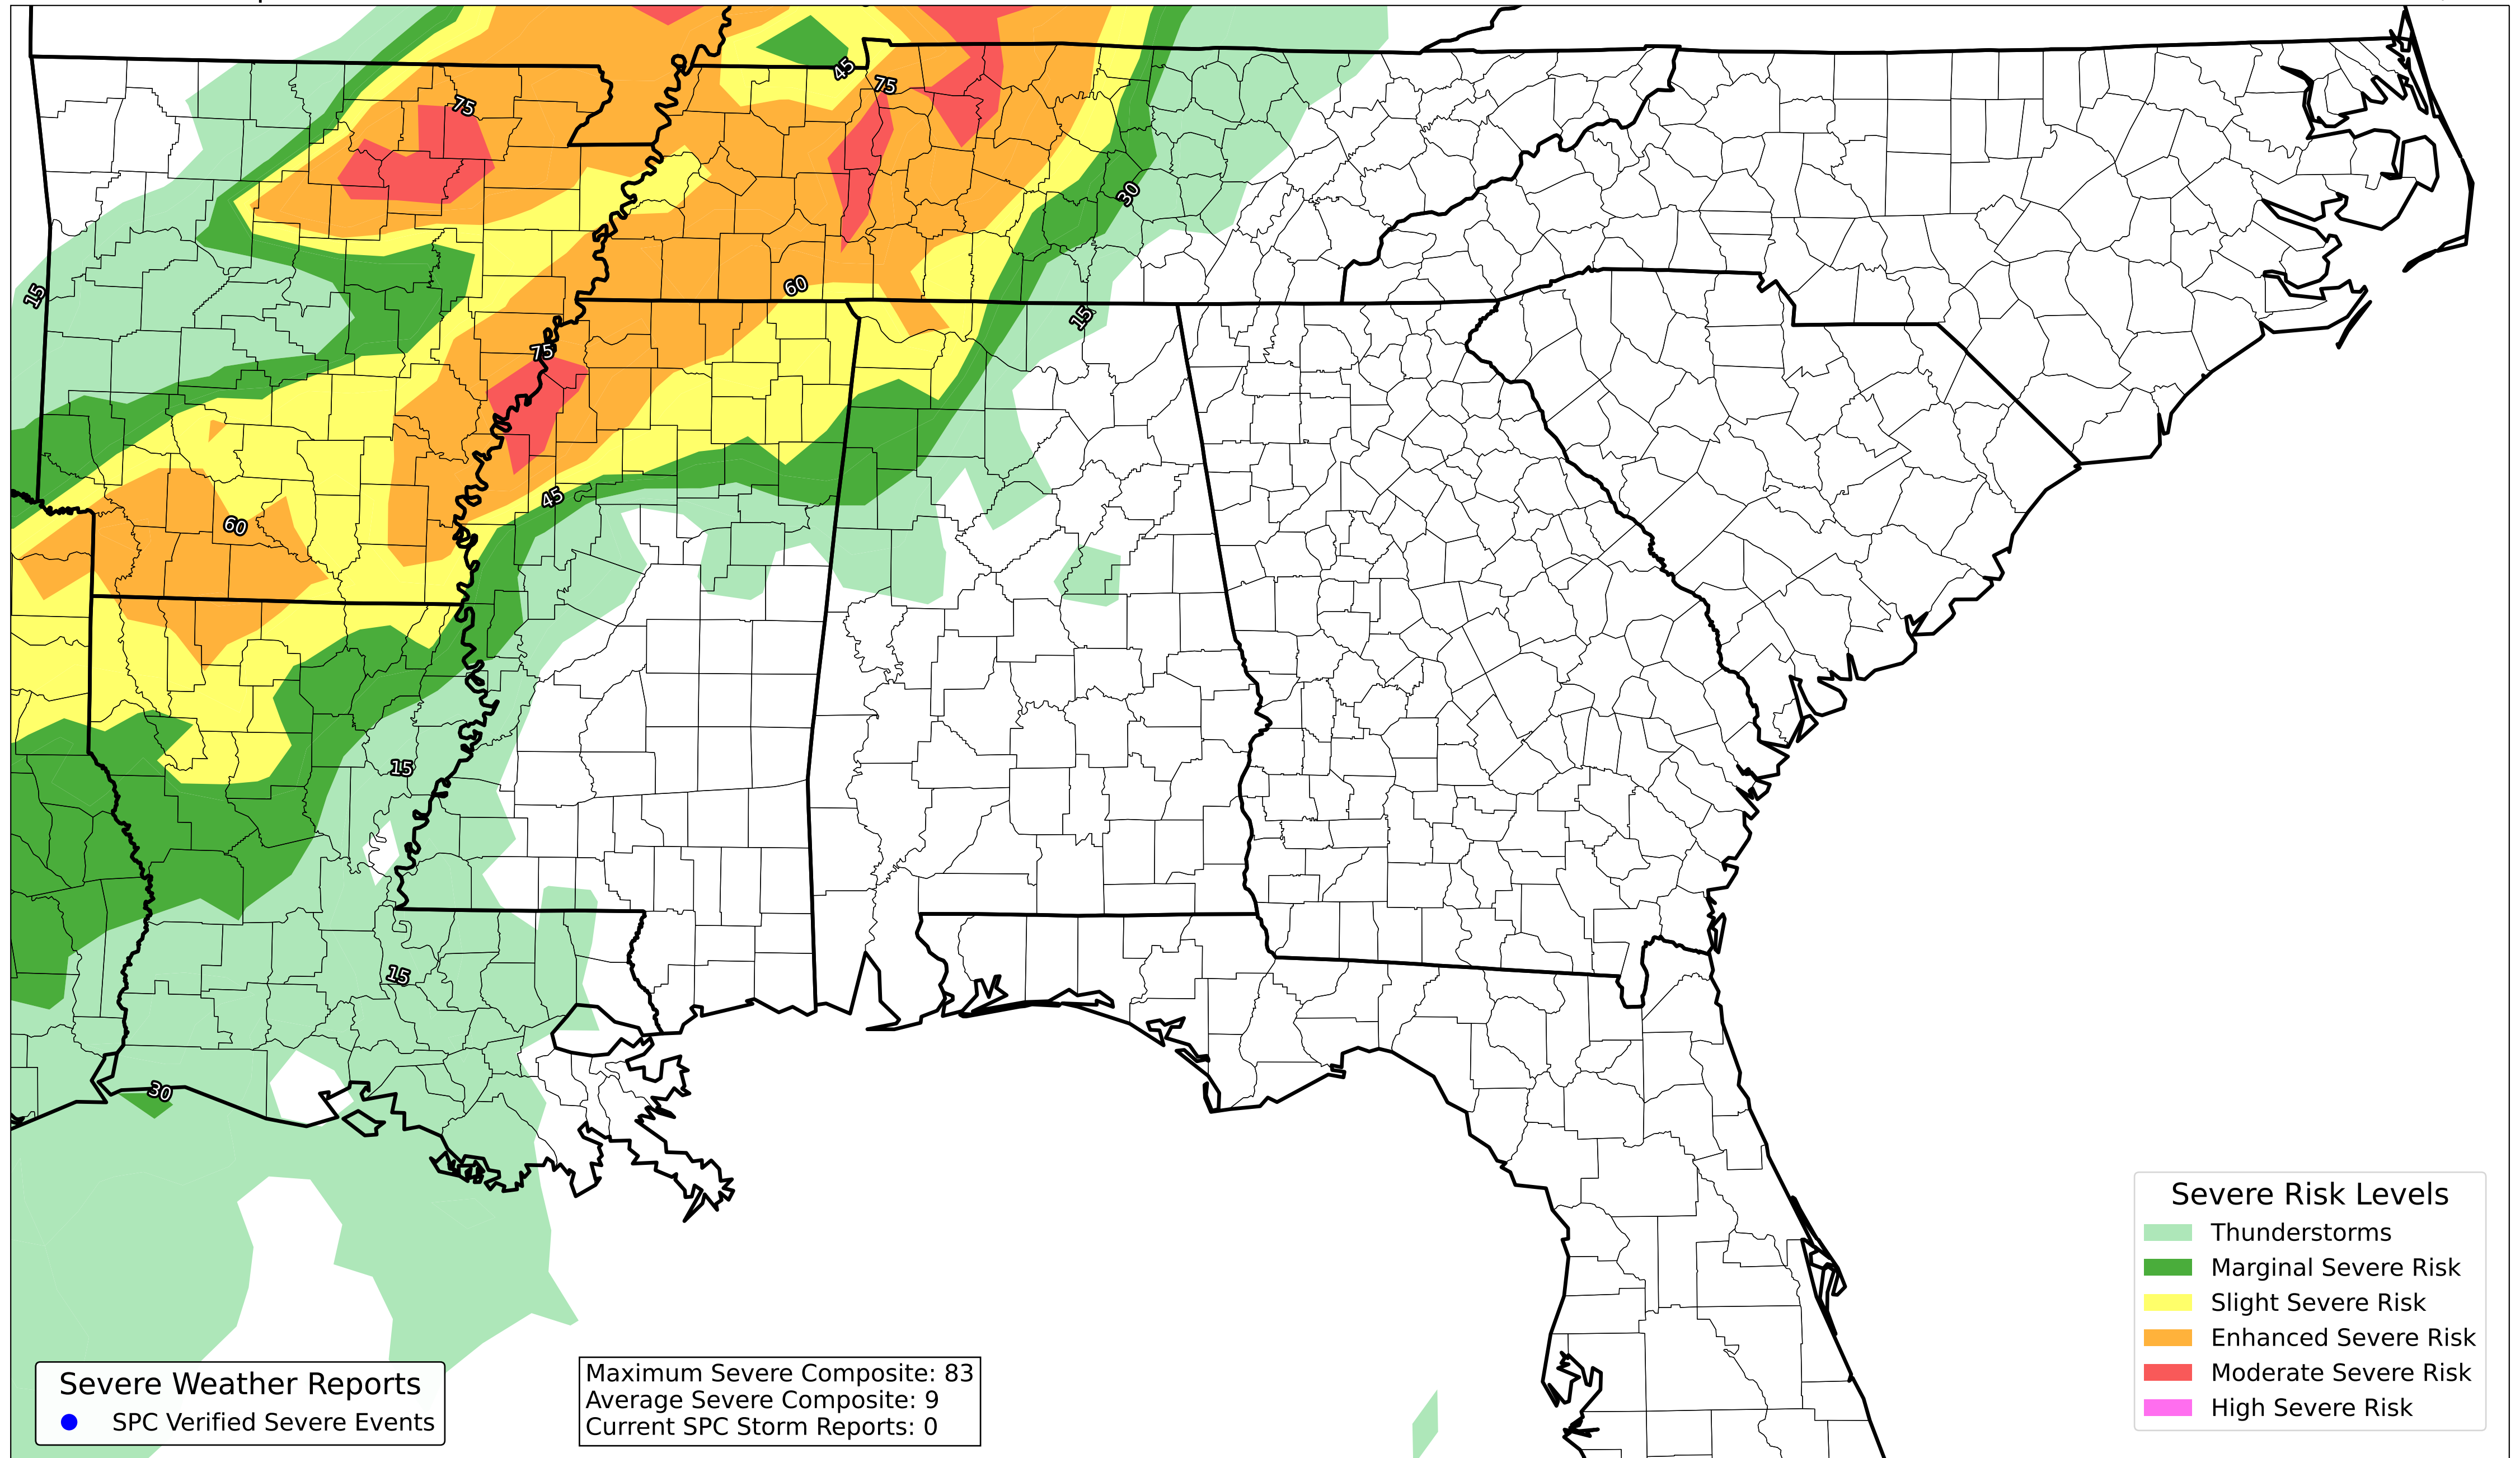 45
75
75
30
15
60
15
75
45
60
15
15
30
Severe Risk Levels
Thunderstorms
Marginal Severe Risk
Slight Severe Risk
Enhanced Severe Risk
Moderate Severe Risk
High Severe Risk
Severe Weather Reports
SPC Verified Severe Events
Maximum Severe Composite: 83
Average Severe Composite: 9
Current SPC Storm Reports: 0